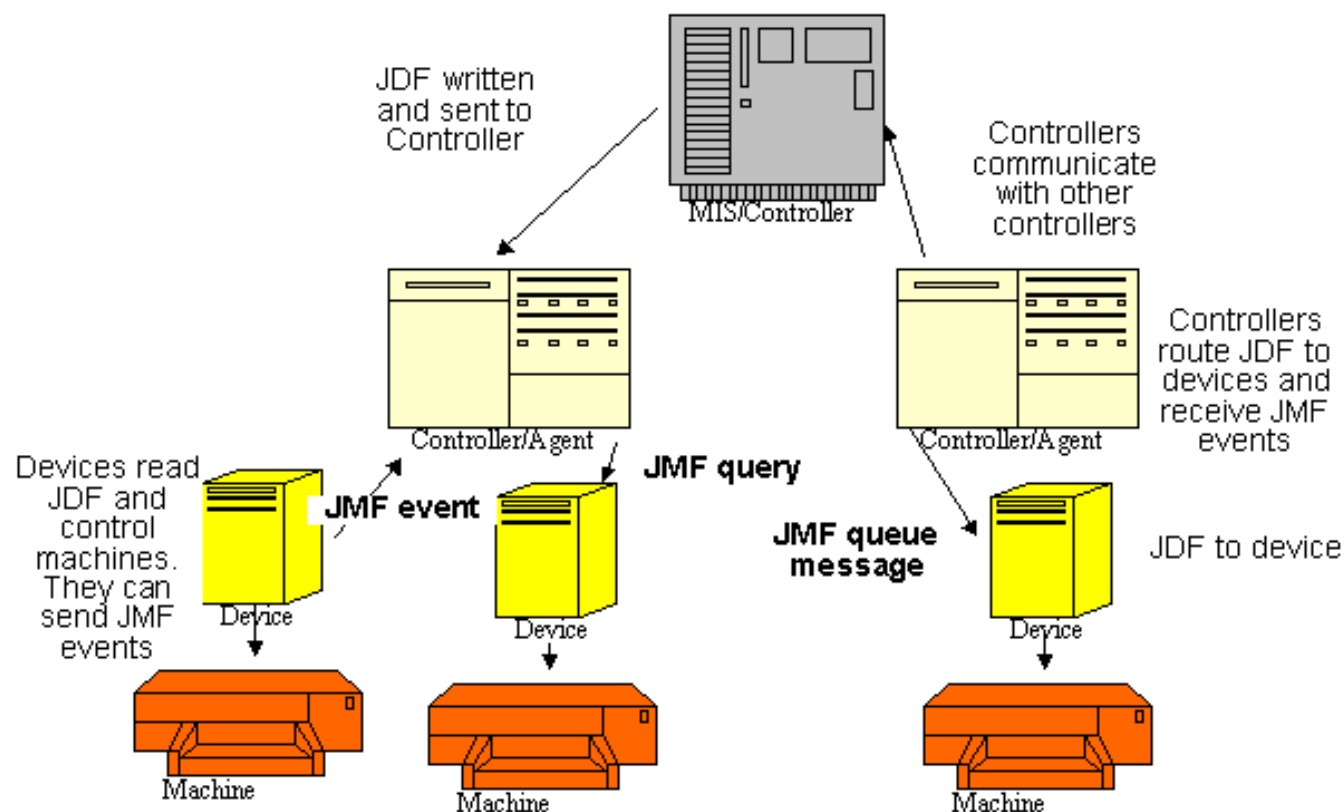 JDF written
and sent to
Controller
MIS/Controller
Controllers
communicate
with other
controllers
Controller/Agent
Controller/Agent
Controllers
route JDF to
devices and
receive JMF
events
Devices read
JDF and
control
machines.
They can
send JMF
events
JMF event
JMF query
JMF queue
message
JDF to device
Device
Device
Device
Machine
Machine
Machine